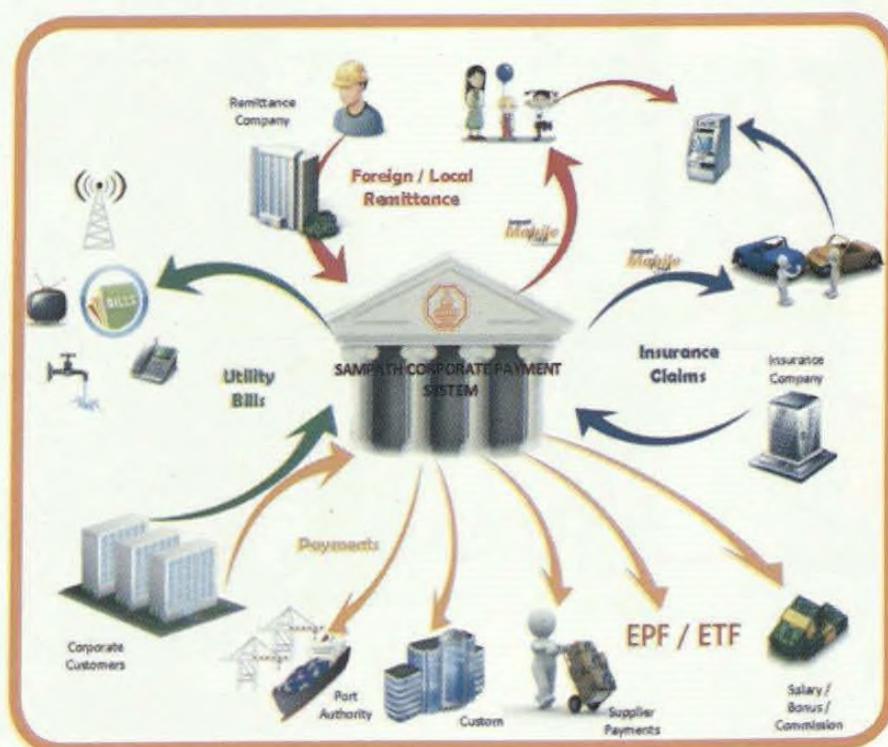 Remittance
Company
Foreign / Local
Remittance
Mobile
Mobile
BILLS
Utility
Bills
SAMPATH CORPORATE PAYMENT
SYSTEM
Insurance
Claims
Insurance
Company
Payments
Corporate
Customers
Port
Authority
Custom
Supplier
Payments
EPF / ETF
Salary /
Bonus /
Commission